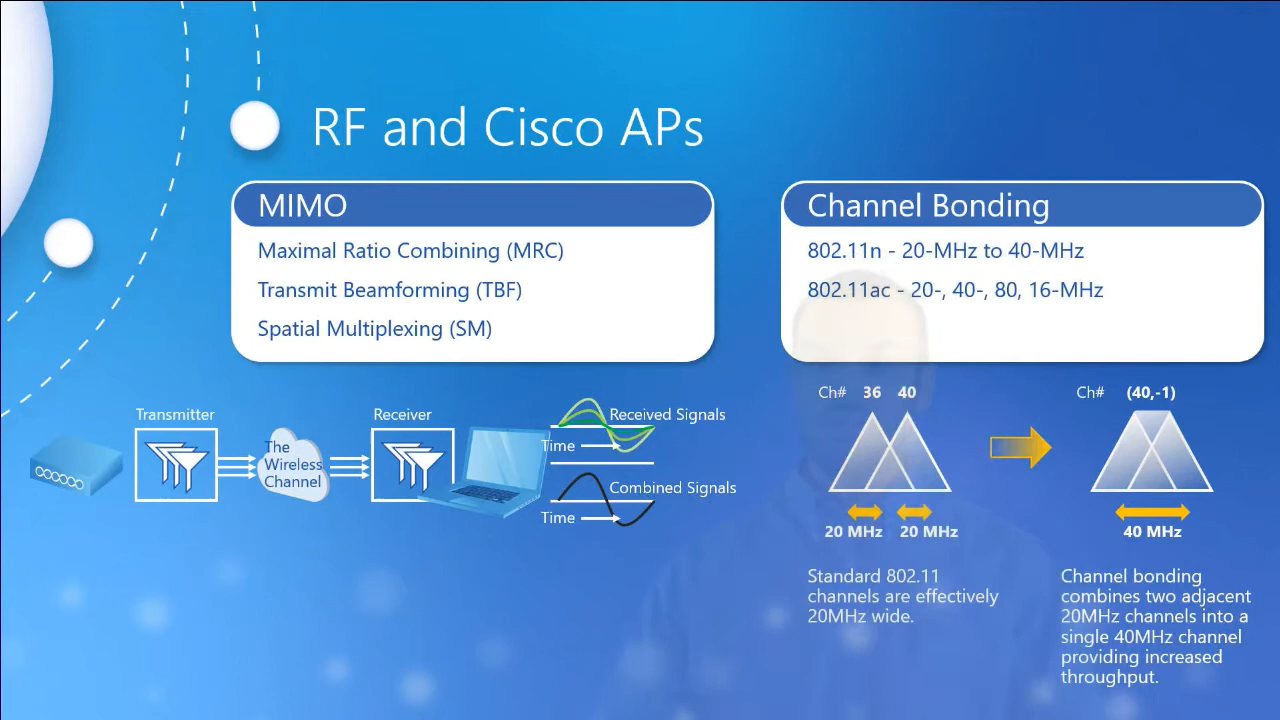 RF and Cisco APs
MIMO
Maximal Ratio Combining (MRC)
Transmit Beamforming (TBF)
Spatial Multiplexing (SM)
Channel Bonding
802.11n - 20-MHz to 40-MHz
802.11ac - 20-, 40-, 80, 16-MHz
Transmitter
The
Wireless
Channel
Receiver
Received Signals
Time
Combined Signals
Time
Ch# 36 40
20 MHz 20 MHz
Standard 802.11
channels are effectively
20MHz wide.
Ch# (40,-1)
40 MHz
Channel bonding
combines two adjacent
20MHz channels into a
single 40MHz channel
providing increased
throughput.